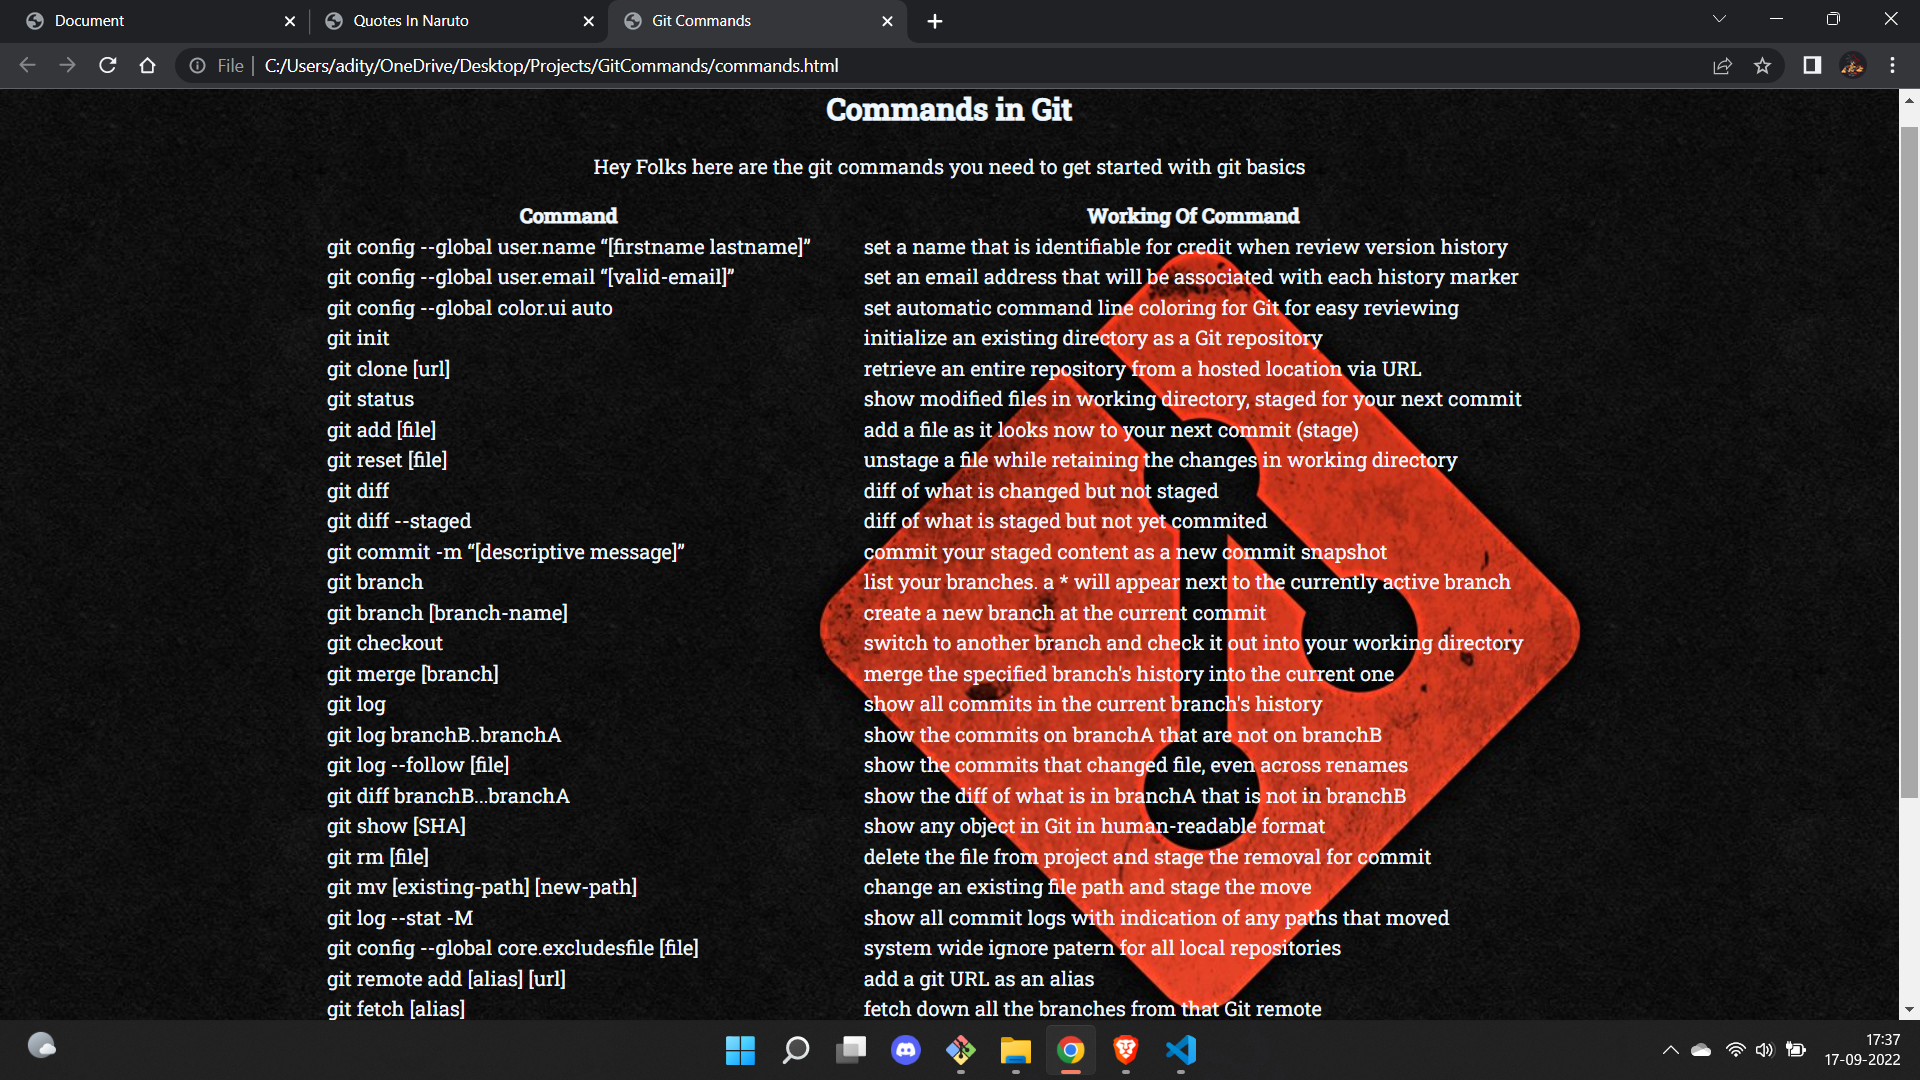 Document
Quotes In Naruto
Git Commands
File
C:/Users/adity/OneDrive/Desktop/Projects/GitCommands/commands.html
Commands in Git
Hey Folks here are the git commands you need to get started with git basics
Command Working Of Command
git config --global user.name “[firstname lastname]” set a name that is identifiable for credit when review version history
git config --global user.email “[valid-email]” set an email address that will be associated with each history marker
git config --global color.ui auto set automatic command line coloring for Git for easy reviewing
git init initialize an existing directory as a Git repository
git clone [url] retrieve an entire repository from a hosted location via URL
git status show modified files in working directory, staged for your next commit
git add [file] add a file as it looks now to your next commit (stage)
git reset [file] unstage a file while retaining the changes in working directory
git diff diff of what is changed but not staged
git diff --staged diff of what is staged but not yet commited
git commit -m “[descriptive message]” commit your staged content as a new commit snapshot
git branch list your branches. a * will appear next to the currently active branch
git branch [branch-name] create a new branch at the current commit
git checkout switch to another branch and check it out into your working directory
git merge [branch] merge the specified branch's history into the current one
git log show all commits in the current branch's history
git log branchB..branchA show the commits on branchA that are not on branchB
git log --follow [file] show the commits that changed file, even across renames
git diff branchB...branchA show the diff of what is in branchA that is not in branchB
git show [SHA] show any object in Git in human-readable format
git rm [file] delete the file from project and stage the removal for commit
git mv [existing-path] [new-path] change an existing file path and stage the move
git log --stat -M show all commit logs with indication of any paths that moved
git config --global core.excludesfile [file] system wide ignore patern for all local repositories
git remote add [alias] [url] add a git URL as an alias
git fetch [alias] fetch down all the branches from that Git remote
17:37
17-09-2022